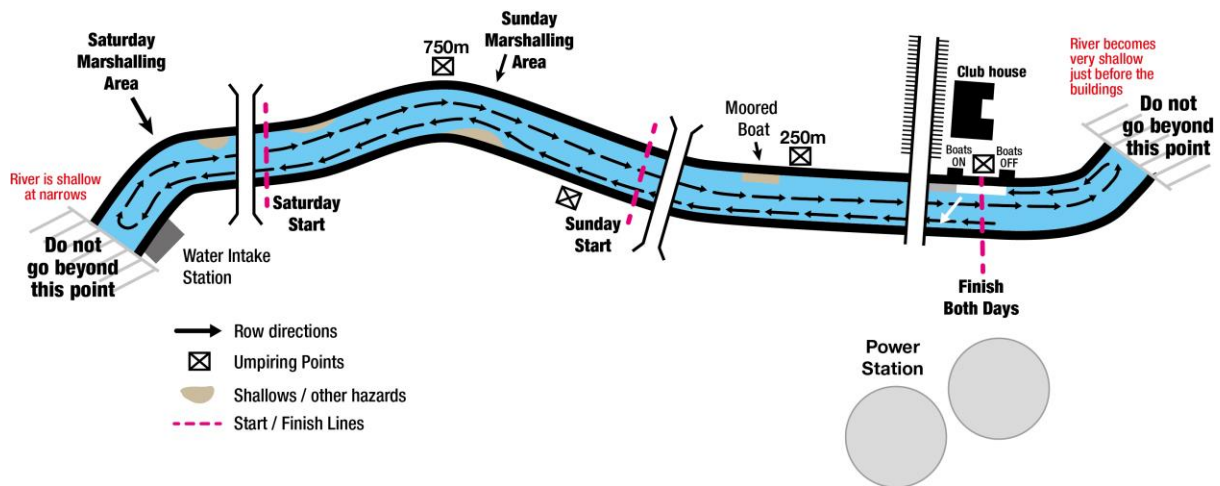 Saturday
Marshalling
Area
750m
Sunday
Marshalling
Area
Club house
River becomes
very shallow
just before the
buildings
Do not
go beyond
this point
Moored
Boat
250m
Boats
ON
Boats
OFF
River is shallow
at narrows
Do not
go beyond
this point
Water Intake
Station
Saturday
Start
Sunday
Start
Finish
Both Days
Row directions
Umpiring Points
Shallows / other hazards
Start / Finish Lines
Power
Station